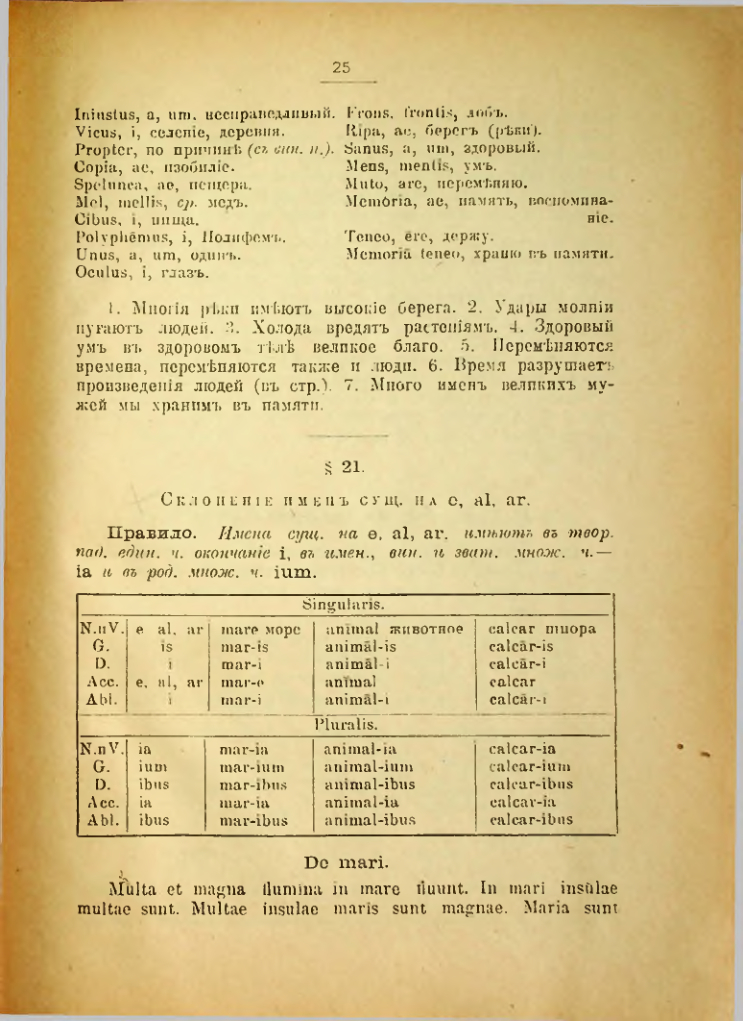 25
Iniustus, a, um. несправедливый.
Vicus, i, селеніе, деревня.
Propter, по причинѣ (съ вин. п.).
Copia, ae, изобиліе.
Spelunca, ae, пещера.
Mel, mellis, ср. медъ.
Cibus, i, пища.
Polyphēmus, i, Полифемъ.
Unus, a, um, одинъ.
Oculus, i, глазъ.
Frons, frontis, лобъ.
Ripa, ae, берегъ (рѣки).
Sanus, a, um, здоровый.
Mens, mentis, умъ.
Muto, are, перемѣняю.
Memŏria, ae, память, воспомина-
ніе.
Teneo, ēre, держу.
Memoriā teneo, храню въ памяти.
1. Многія рѣки имѣютъ высокіе берега. 2. Удары молніи
пугаютъ людей. 3. Холода вредятъ растеніямъ. 4. Здоровый
умъ въ здоровомъ тѣлѣ великое благо. 5. Перемѣняются
времена, перемѣняются также и люди. 6. Время разрушаетъ
произведенія людей (въ стр.). 7. Много именъ великихъ му-
жей мы хранимъ въ памяти.
§ 21.
Склоненіе именъ сущ. на e, al, ar.
Правило. Имена сущ. на e, al, ar, имѣютъ въ твор.
пад. един. ч. окончаніе i, въ имен., вин. и зват. множ. ч.—
ia и въ род. множ. ч. ium.
Singularis.
N.иV. e al, ar mare море animal животное calcar шпора
G. is mar-is animāl-is calcār-is
D. i mar-i animāl-i calcār-i
Acc. e, al, ar mar-e animal calcar
Abl. i mar-i animāl-i calcār-i
Pluralis.
N.пV. ia mar-ia animal-ia calcar-ia
G. ium mar-ium animal-ium calcar-ium
D. ibus mar-ibus animal-ibus calcar-ibus
Acc. ia mar-ia animal-ia calcar-ia
Abl. ibus mar-ibus animal-ibus calcar-ibus
De mari.
Multa et magna flumina in mare fluunt. In mari insŭlae
multae sunt. Multae insulae maris sunt magnae. Maria sunt